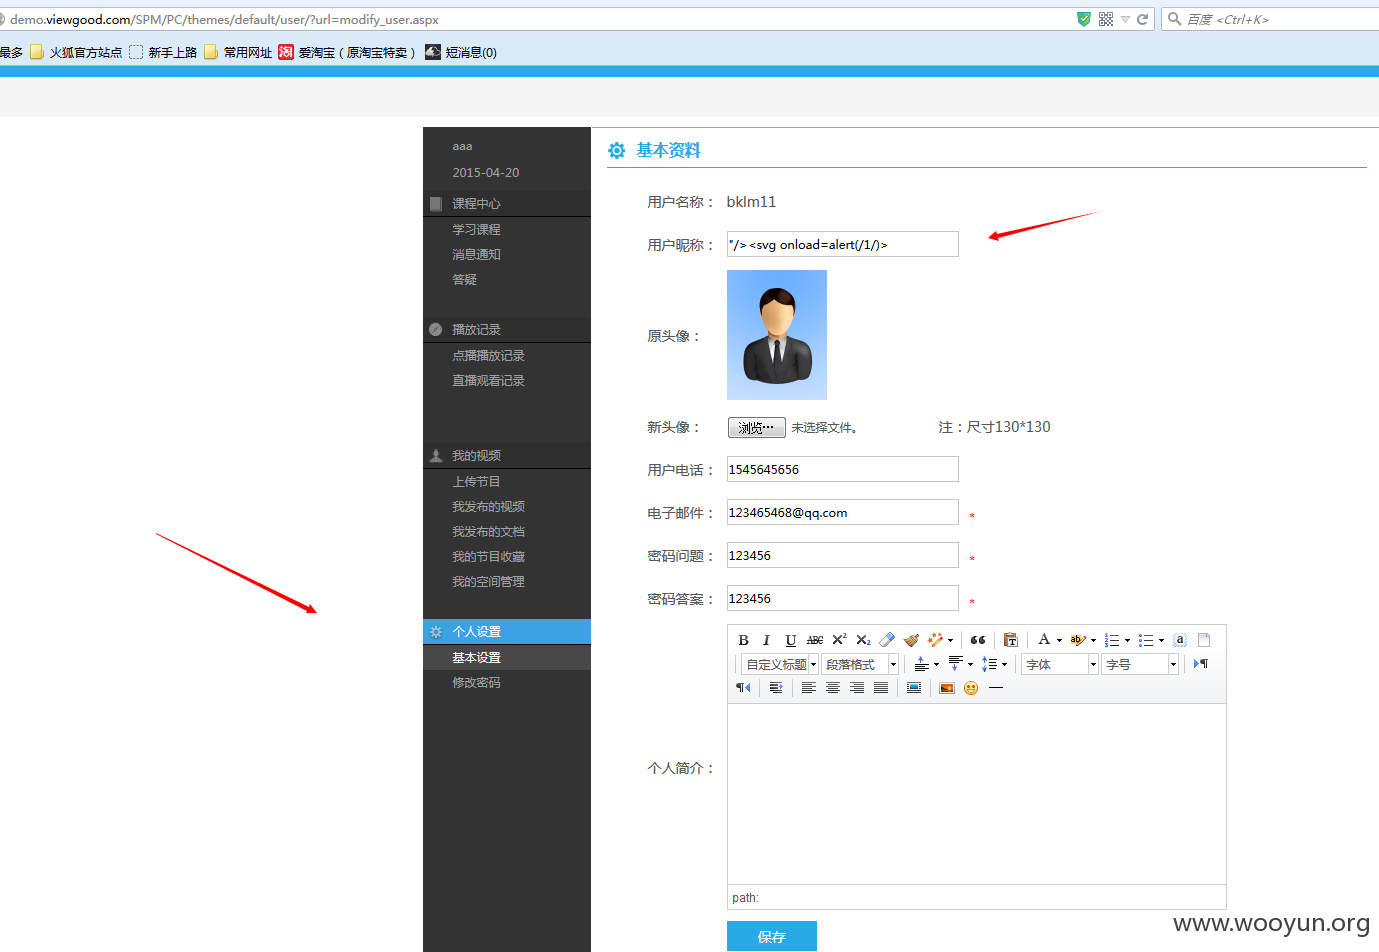 demo.viewgood.com/SPM/PC/themes/default/user/?url=modify_user.aspx
百度 <Ctrl+K>
最多 火狐官方站点 新手上路 常用网址 淘 爱淘宝（原淘宝特卖） 短消息(0)
aaa
2015-04-20
课程中心
学习课程
消息通知
答疑
播放记录
点播播放记录
直播观看记录
我的视频
上传节目
我发布的视频
我发布的文档
我的节目收藏
我的空间管理
个人设置
基本设置
修改密码
基本资料
用户名称： bklm11
用户昵称： "/><svg onload=alert(/1/)>
原头像：
新头像： 浏览… 未选择文件。 注：尺寸130*130
用户电话： 1545645656
电子邮件： 123465468@qq.com *
密码问题： 123456 *
密码答案： 123456 *
B I U ABC X² X₂ T A ab a
自定义标题 段落格式 字体 字号
个人简介：
path:
保存
www.wooyun.org